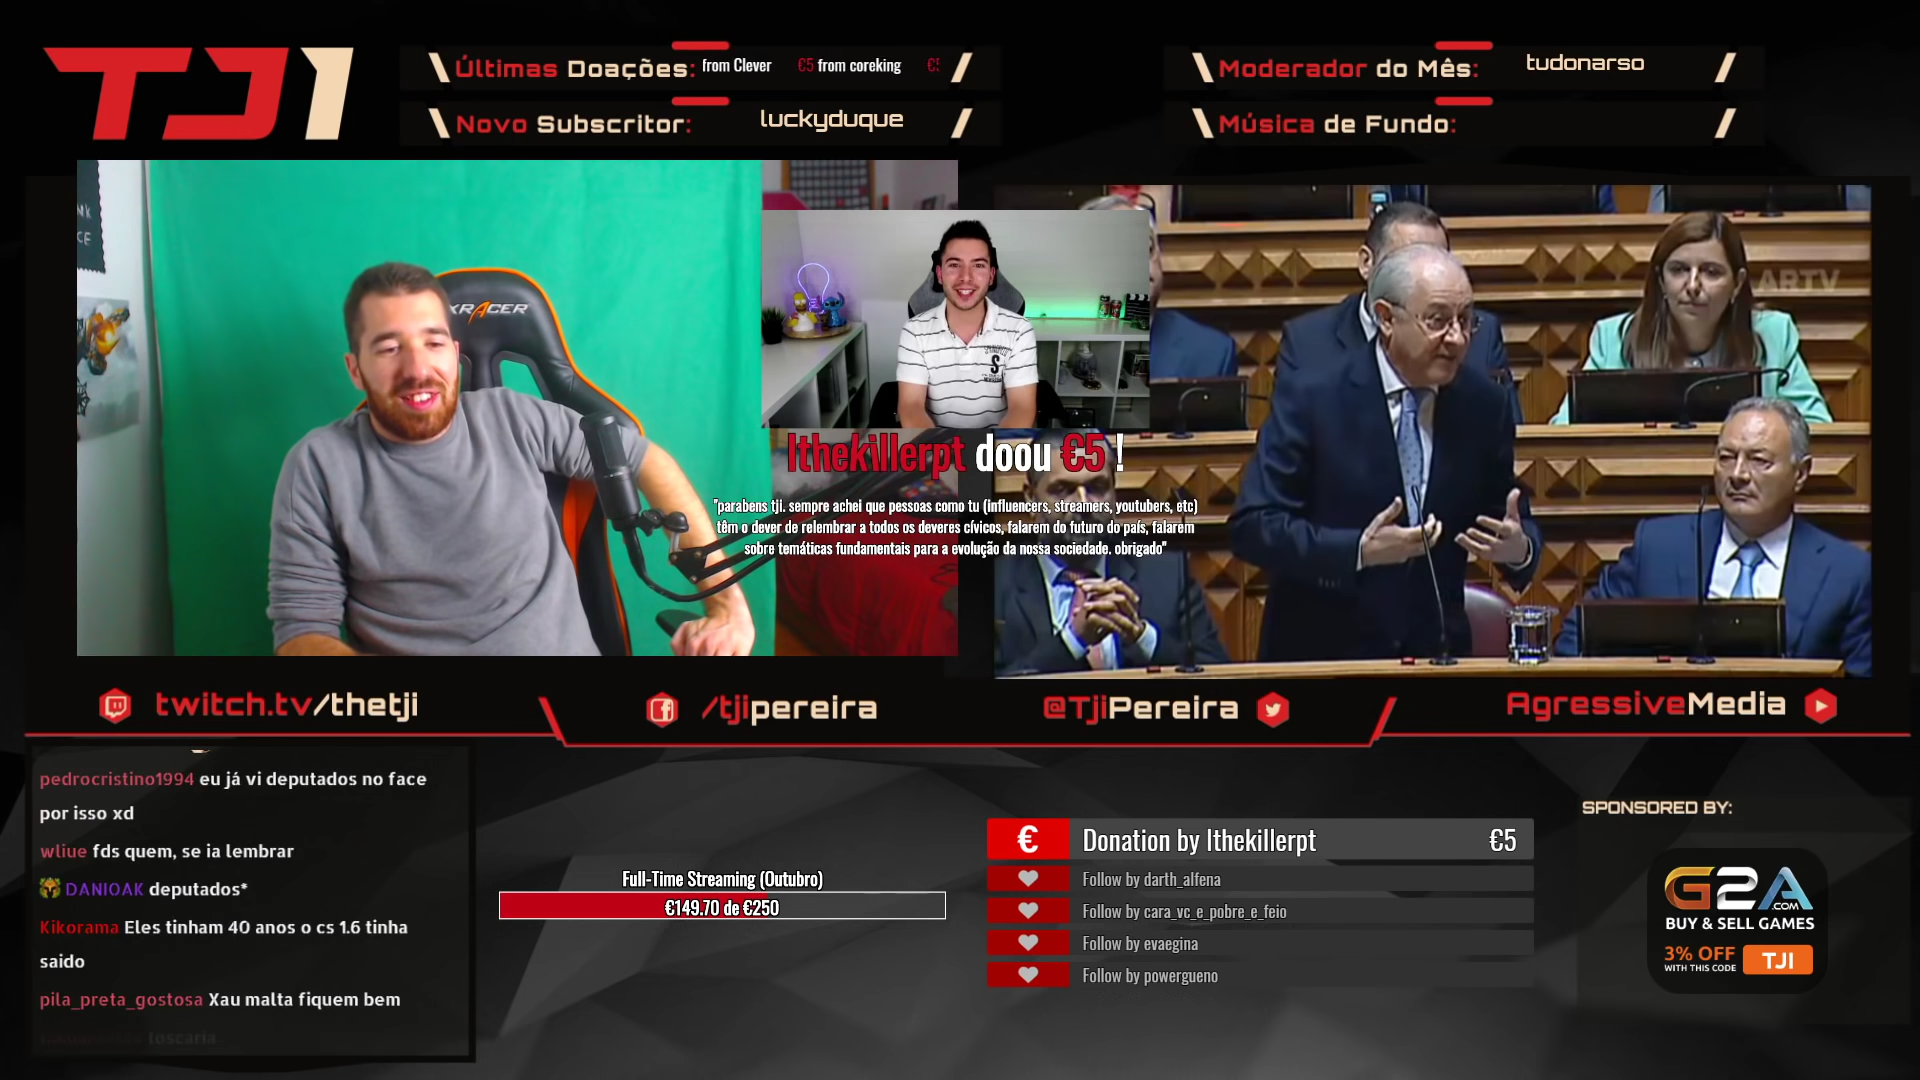 TJI
Últimas Doações: from Clever €5 from coreking
Novo Subscritor: luckyduque
Moderador do Mês: tudonarso
Música de Fundo:
XRACER
ARTV
S
Ithekillerpt doou €5 !
"parabens tji. sempre achei que pessoas como tu (influencers, streamers, youtubers, etc)
têm o dever de relembrar a todos os deveres cívicos, falarem do futuro do país, falarem
sobre temáticas fundamentais para a evolução da nossa sociedade. obrigado"
twitch.tv/thetji
/tjipereira
@TjiPereira
AgressiveMedia
pedrocristino1994 eu já vi deputados no face
por isso xd
wliue fds quem, se ia lembrar
DANIOAK deputados*
Kikorama Eles tinham 40 anos o cs 1.6 tinha
saido
pila_preta_gostosa Xau malta fiquem bem
toscaria
Full-Time Streaming (Outubro)
€149.70 de €250
€ Donation by Ithekillerpt €5
Follow by darth_alfena
Follow by cara_vc_e_pobre_e_feio
Follow by evaegina
Follow by powergueno
SPONSORED BY:
G2A
.COM
BUY & SELL GAMES
3% OFF
WITH THIS CODE
TJI